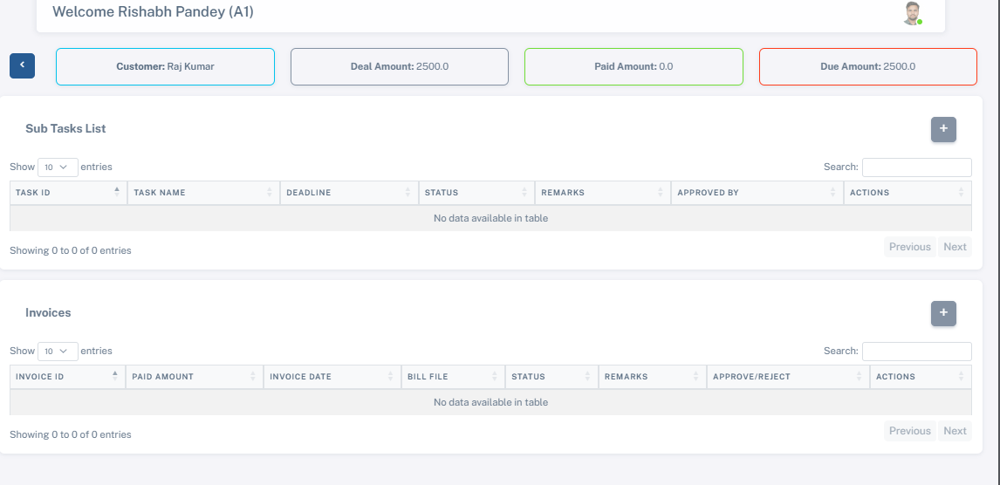 Welcome Rishabh Pandey (A1)
Customer: Raj Kumar
Deal Amount: 2500.0
Paid Amount: 0.0
Due Amount: 2500.0
Sub Tasks List
+
Show 10 entries
Search:
TASK ID TASK NAME DEADLINE STATUS REMARKS APPROVED BY ACTIONS
No data available in table
Showing 0 to 0 of 0 entries
Previous Next
Invoices
+
Show 10 entries
Search:
INVOICE ID PAID AMOUNT INVOICE DATE BILL FILE STATUS REMARKS APPROVE/REJECT ACTIONS
No data available in table
Showing 0 to 0 of 0 entries
Previous Next